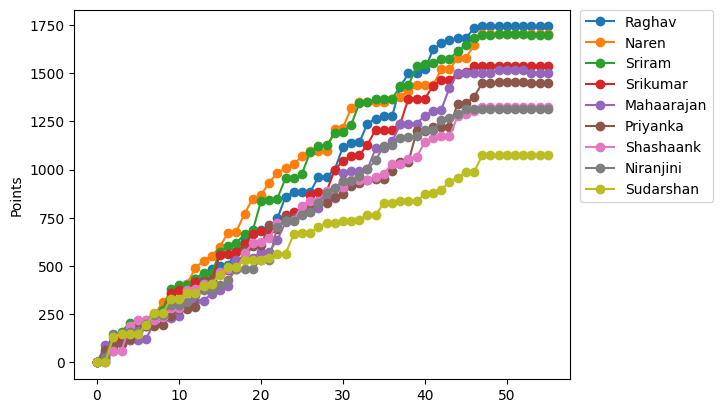 1750
1500
1250
1000
750
500
250
0
Points
0 10 20 30 40 50
Raghav
Naren
Sriram
Srikumar
Mahaarajan
Priyanka
Shashaank
Niranjini
Sudarshan